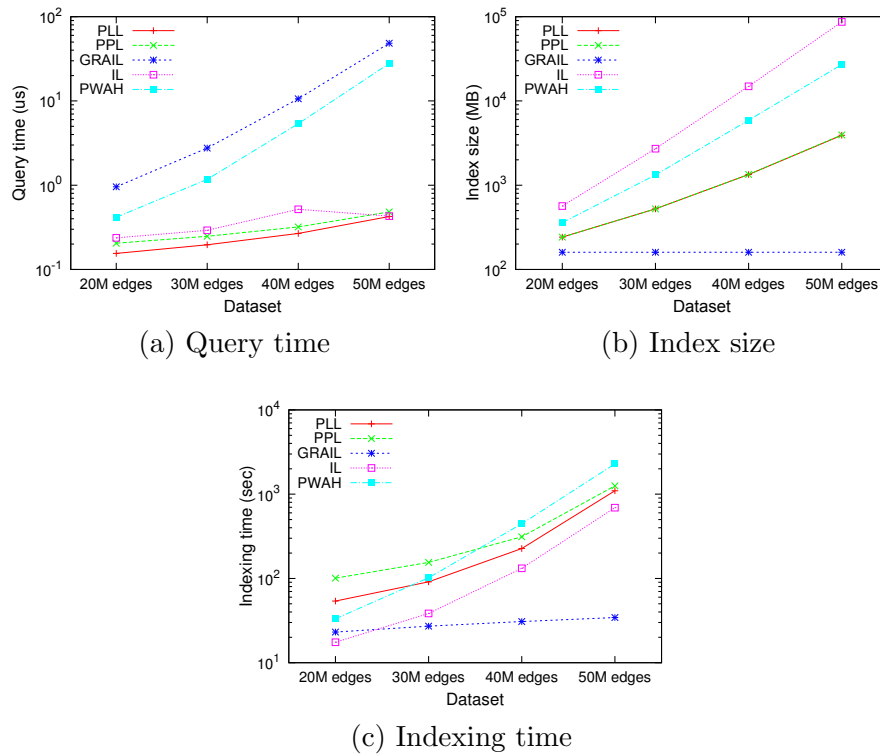 PLL
PPL
GRAIL
IL
PWAH
10^2
10^1
10^0
10^-1
Query time (us)
20M edges 30M edges 40M edges 50M edges
Dataset
(a) Query time
PLL
PPL
GRAIL
IL
PWAH
10^5
10^4
10^3
10^2
Index size (MB)
20M edges 30M edges 40M edges 50M edges
Dataset
(b) Index size
PLL
PPL
GRAIL
IL
PWAH
10^4
10^3
10^2
10^1
Indexing time (sec)
20M edges 30M edges 40M edges 50M edges
Dataset
(c) Indexing time